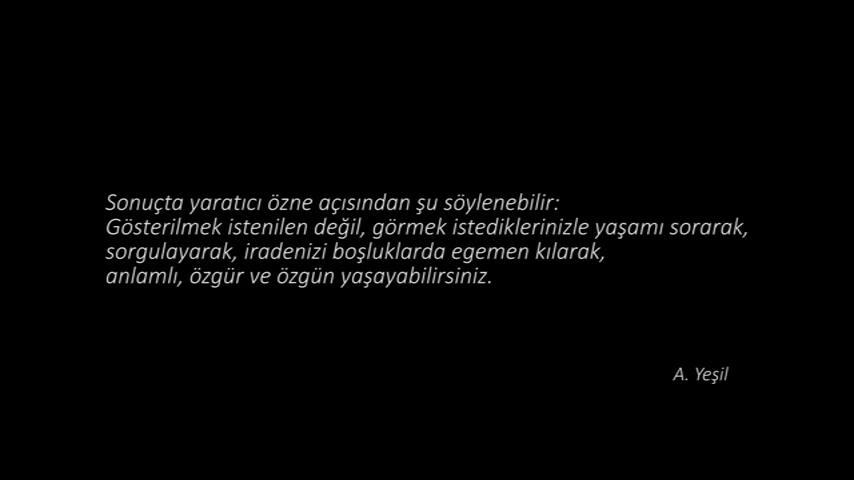 Sonuçta yaratıcı özne açısından şu söylenebilir:
Gösterilmek istenilen değil, görmek istediklerinizle yaşamı sorarak,
sorgulayarak, iradenizi boşluklarda egemen kılarak,
anlamlı, özgür ve özgün yaşayabilirsiniz.
A. Yeşil